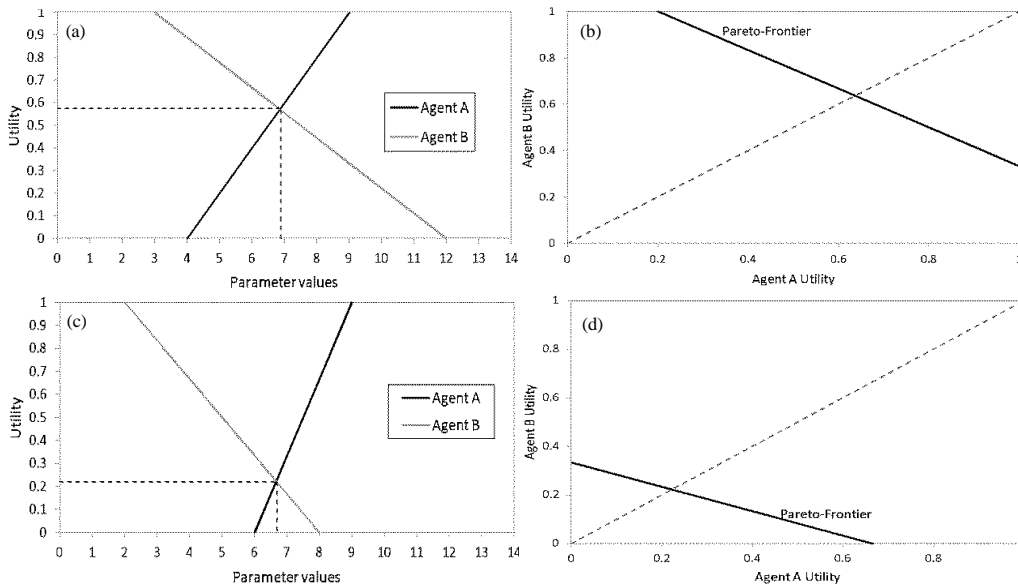 (a)
1
0.9
0.8
0.7
0.6
0.5
0.4
0.3
0.2
0.1
0
Utility
Agent A
Agent B
0 1 2 3 4 5 6 7 8 9 10 11 12 13 14
Parameter values
(b)
Pareto-Frontier
1
0.8
0.6
0.4
0.2
0
Agent B Utility
0 0.2 0.4 0.6 0.8 1
Agent A Utility
(c)
1
0.9
0.8
0.7
0.6
0.5
0.4
0.3
0.2
0.1
0
Utility
Agent A
Agent B
0 1 2 3 4 5 6 7 8 9 10 11 12 13 14
Parameter values
(d)
1
0.8
0.6
0.4
0.2
0
Agent B Utility
Pareto-Frontier
0 0.2 0.4 0.6 0.8
Agent A Utility